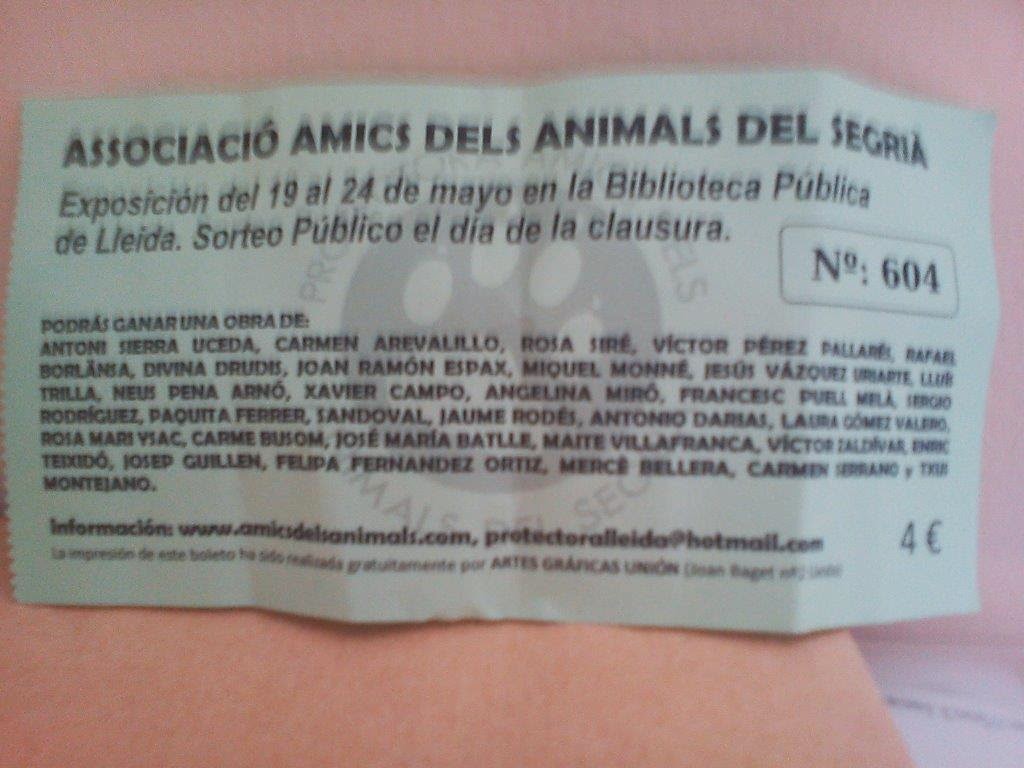 ASSOCIACIÓ AMICS DELS ANIMALS DEL SEGRIÀ
Exposición del 19 al 24 de mayo en la Biblioteca Pública
de Lleida. Sorteo Público el día de la clausura.
Nº: 604
PODRÁS GANAR UNA OBRA DE:
ANTONI SIERRA UCEDA, CARMEN AREVALILLO, ROSA SIRÉ, VÍCTOR PÉREZ PALLARÉS, RAFAEL
BORLÄNSA, DIVINA DRUDIS, JOAN RAMÓN ESPAX, MIQUEL MONNÉ, JESÚS VÁZQUEZ URIARTE, LLUÍS
TRILLA, NEUS PENA ARNÓ, XAVIER CAMPO, ANGELINA MIRÓ, FRANCESC PUELL MELÀ, SERGIO
RODRÍGUEZ, PAQUITA FERRER, SANDOVAL, JAUME RODÉS, ANTONIO DARIAS, LAURA GÓMEZ VALERO,
ROSA MARI YSAC, CARME BUSOM, JOSÉ MARÍA BATLLE, MAITE VILLAFRANCA, VÍCTOR ZALDÍVAR, ENRIC
TEIXIDÓ, JOSEP GUILLEN, FELIPA FERNANDEZ ORTIZ, MERCÈ BELLERA, CARMEN SERRANO y TXUS
MONTEJANO.
Información: www.amicsdelsanimals.com, protectoralleida@hotmail.com
4 €
La impresión de este boleto ha sido realizada gratuitamente por ARTES GRÁFICAS UNIÓN (Joan Baget